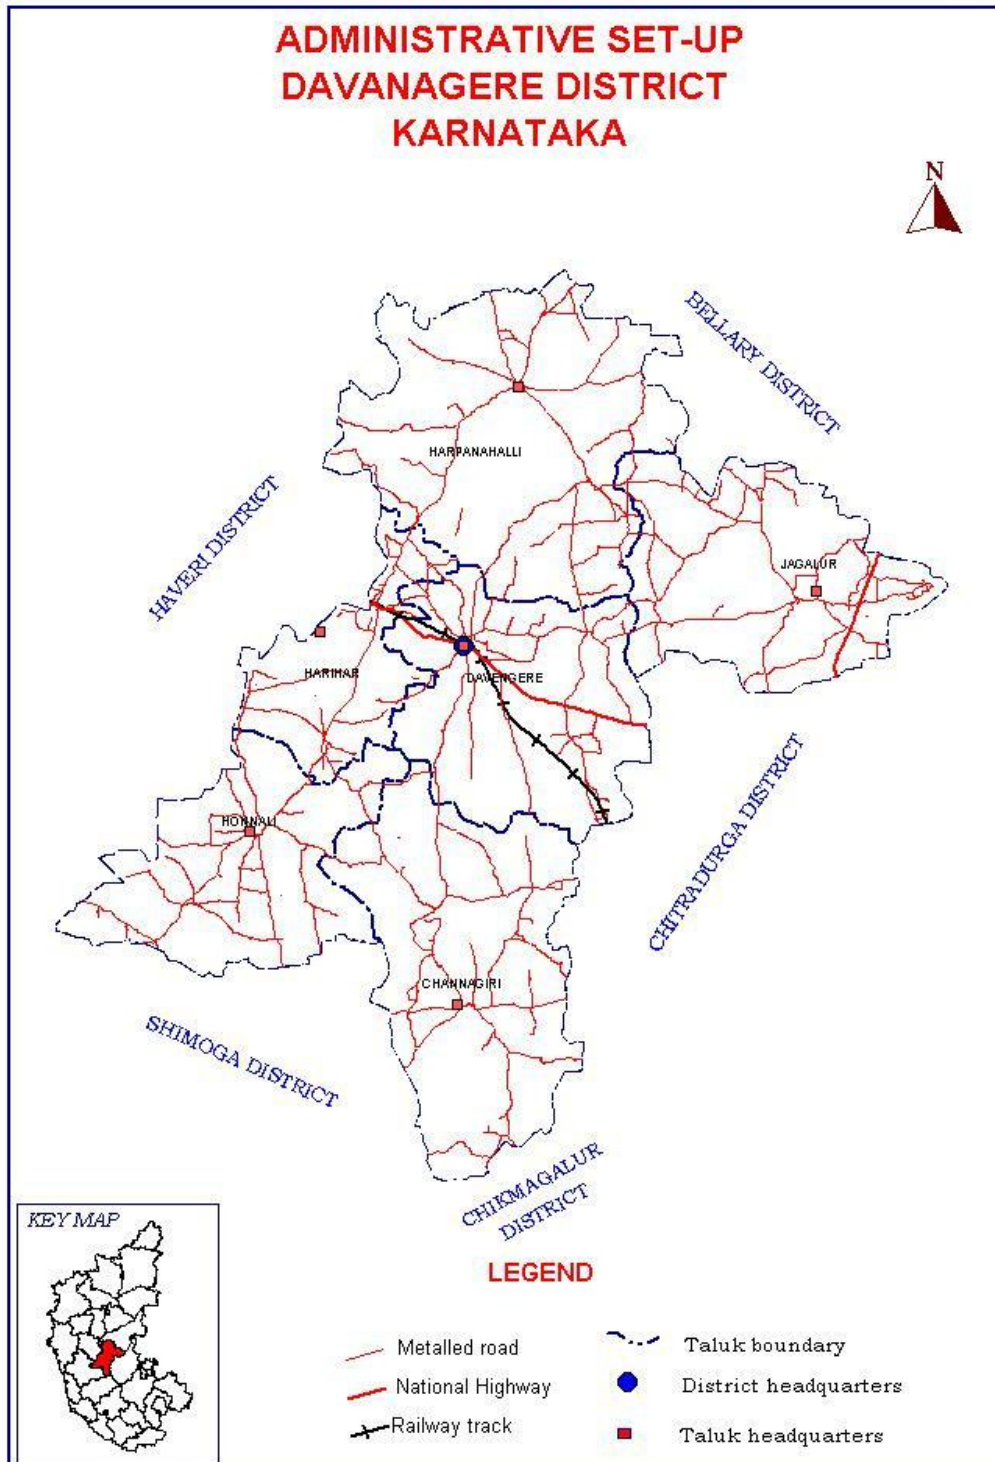 ADMINISTRATIVE SET-UP
DAVANAGERE DISTRICT
KARNATAKA
N
BELLARY DISTRICT
HARPANAHALLI
HAVERI DISTRICT
JAGALUR
HARIHAR
DAVENGERE
HONNALI
CHITRADURGA DISTRICT
CHANNAGIRI
SHIMOGA DISTRICT
CHIKMAGALUR
DISTRICT
KEY MAP
LEGEND
Metalled road
National Highway
Railway track
Taluk boundary
District headquarters
Taluk headquarters